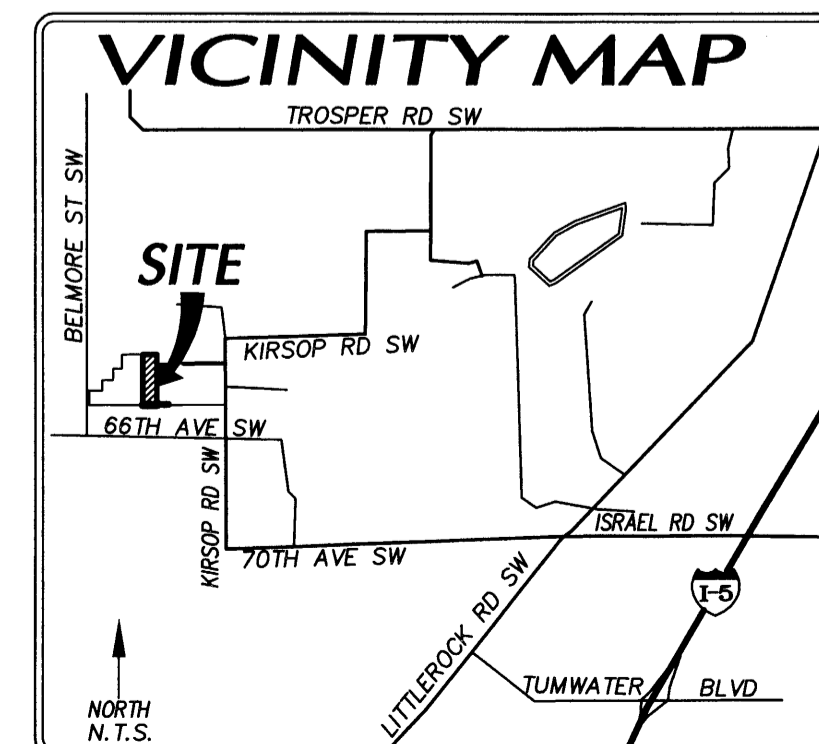 VICINITY MAP
TROSPER RD SW
BELMORE ST SW
SITE
KIRSOP RD SW
66TH AVE SW
KIRSOP RD SW
70TH AVE SW
ISRAEL RD SW
I-5
LITTLEROCK RD SW
TUMWATER BLVD
NORTH
N.T.S.